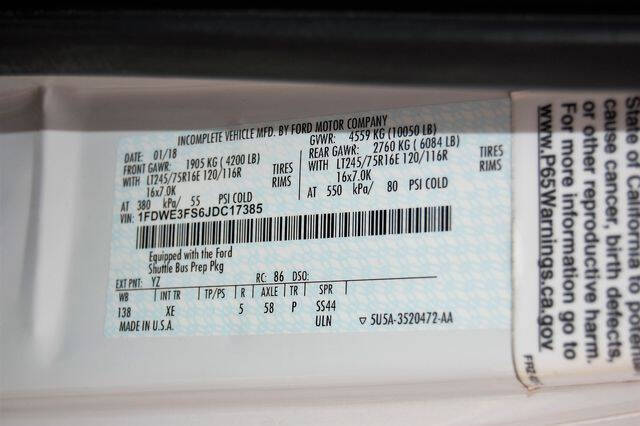 INCOMPLETE VEHICLE MFD. BY FORD MOTOR COMPANY
DATE: 01/18 GVWR: 4559 KG (10050 LB)
FRONT GAWR: 1905 KG (4200 LB) REAR GAWR: 2760 KG (6084 LB)
WITH LT245/75R16E 120/116R TIRES WITH LT245/75R16E 120/116R TIRES
16x7.0K RIMS 16x7.0K RIMS
AT 380 kPa/ 55 PSI COLD AT 550 kPa/ 80 PSI COLD
VIN: 1FDWE3FS6JDC17385
Equipped with the Ford
Shuttle Bus Prep Pkg
EXT PNT: YZ RC: 86 DSO:
WB INT TR TP/PS R AXLE TR SPR
138 XE 5 58 P SS44
MADE IN U.S.A. ULN ▽ 5U5A-3520472-AA
State of California to
cause cancer, birth defects,
or other reproductive harm.
For more information go to
www.P65Warnings.ca.gov